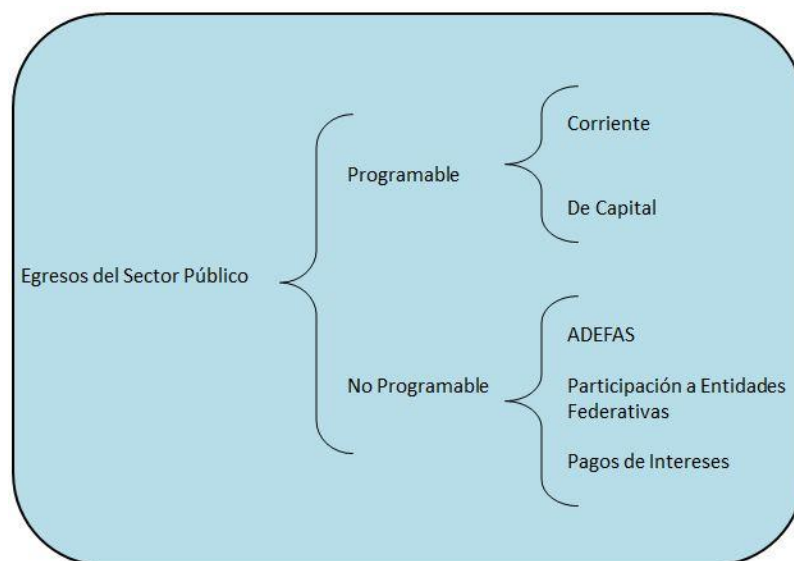 Egresos del Sector Público
Programable
Corriente
De Capital
No Programable
ADEFAS
Participación a Entidades
Federativas
Pagos de Intereses